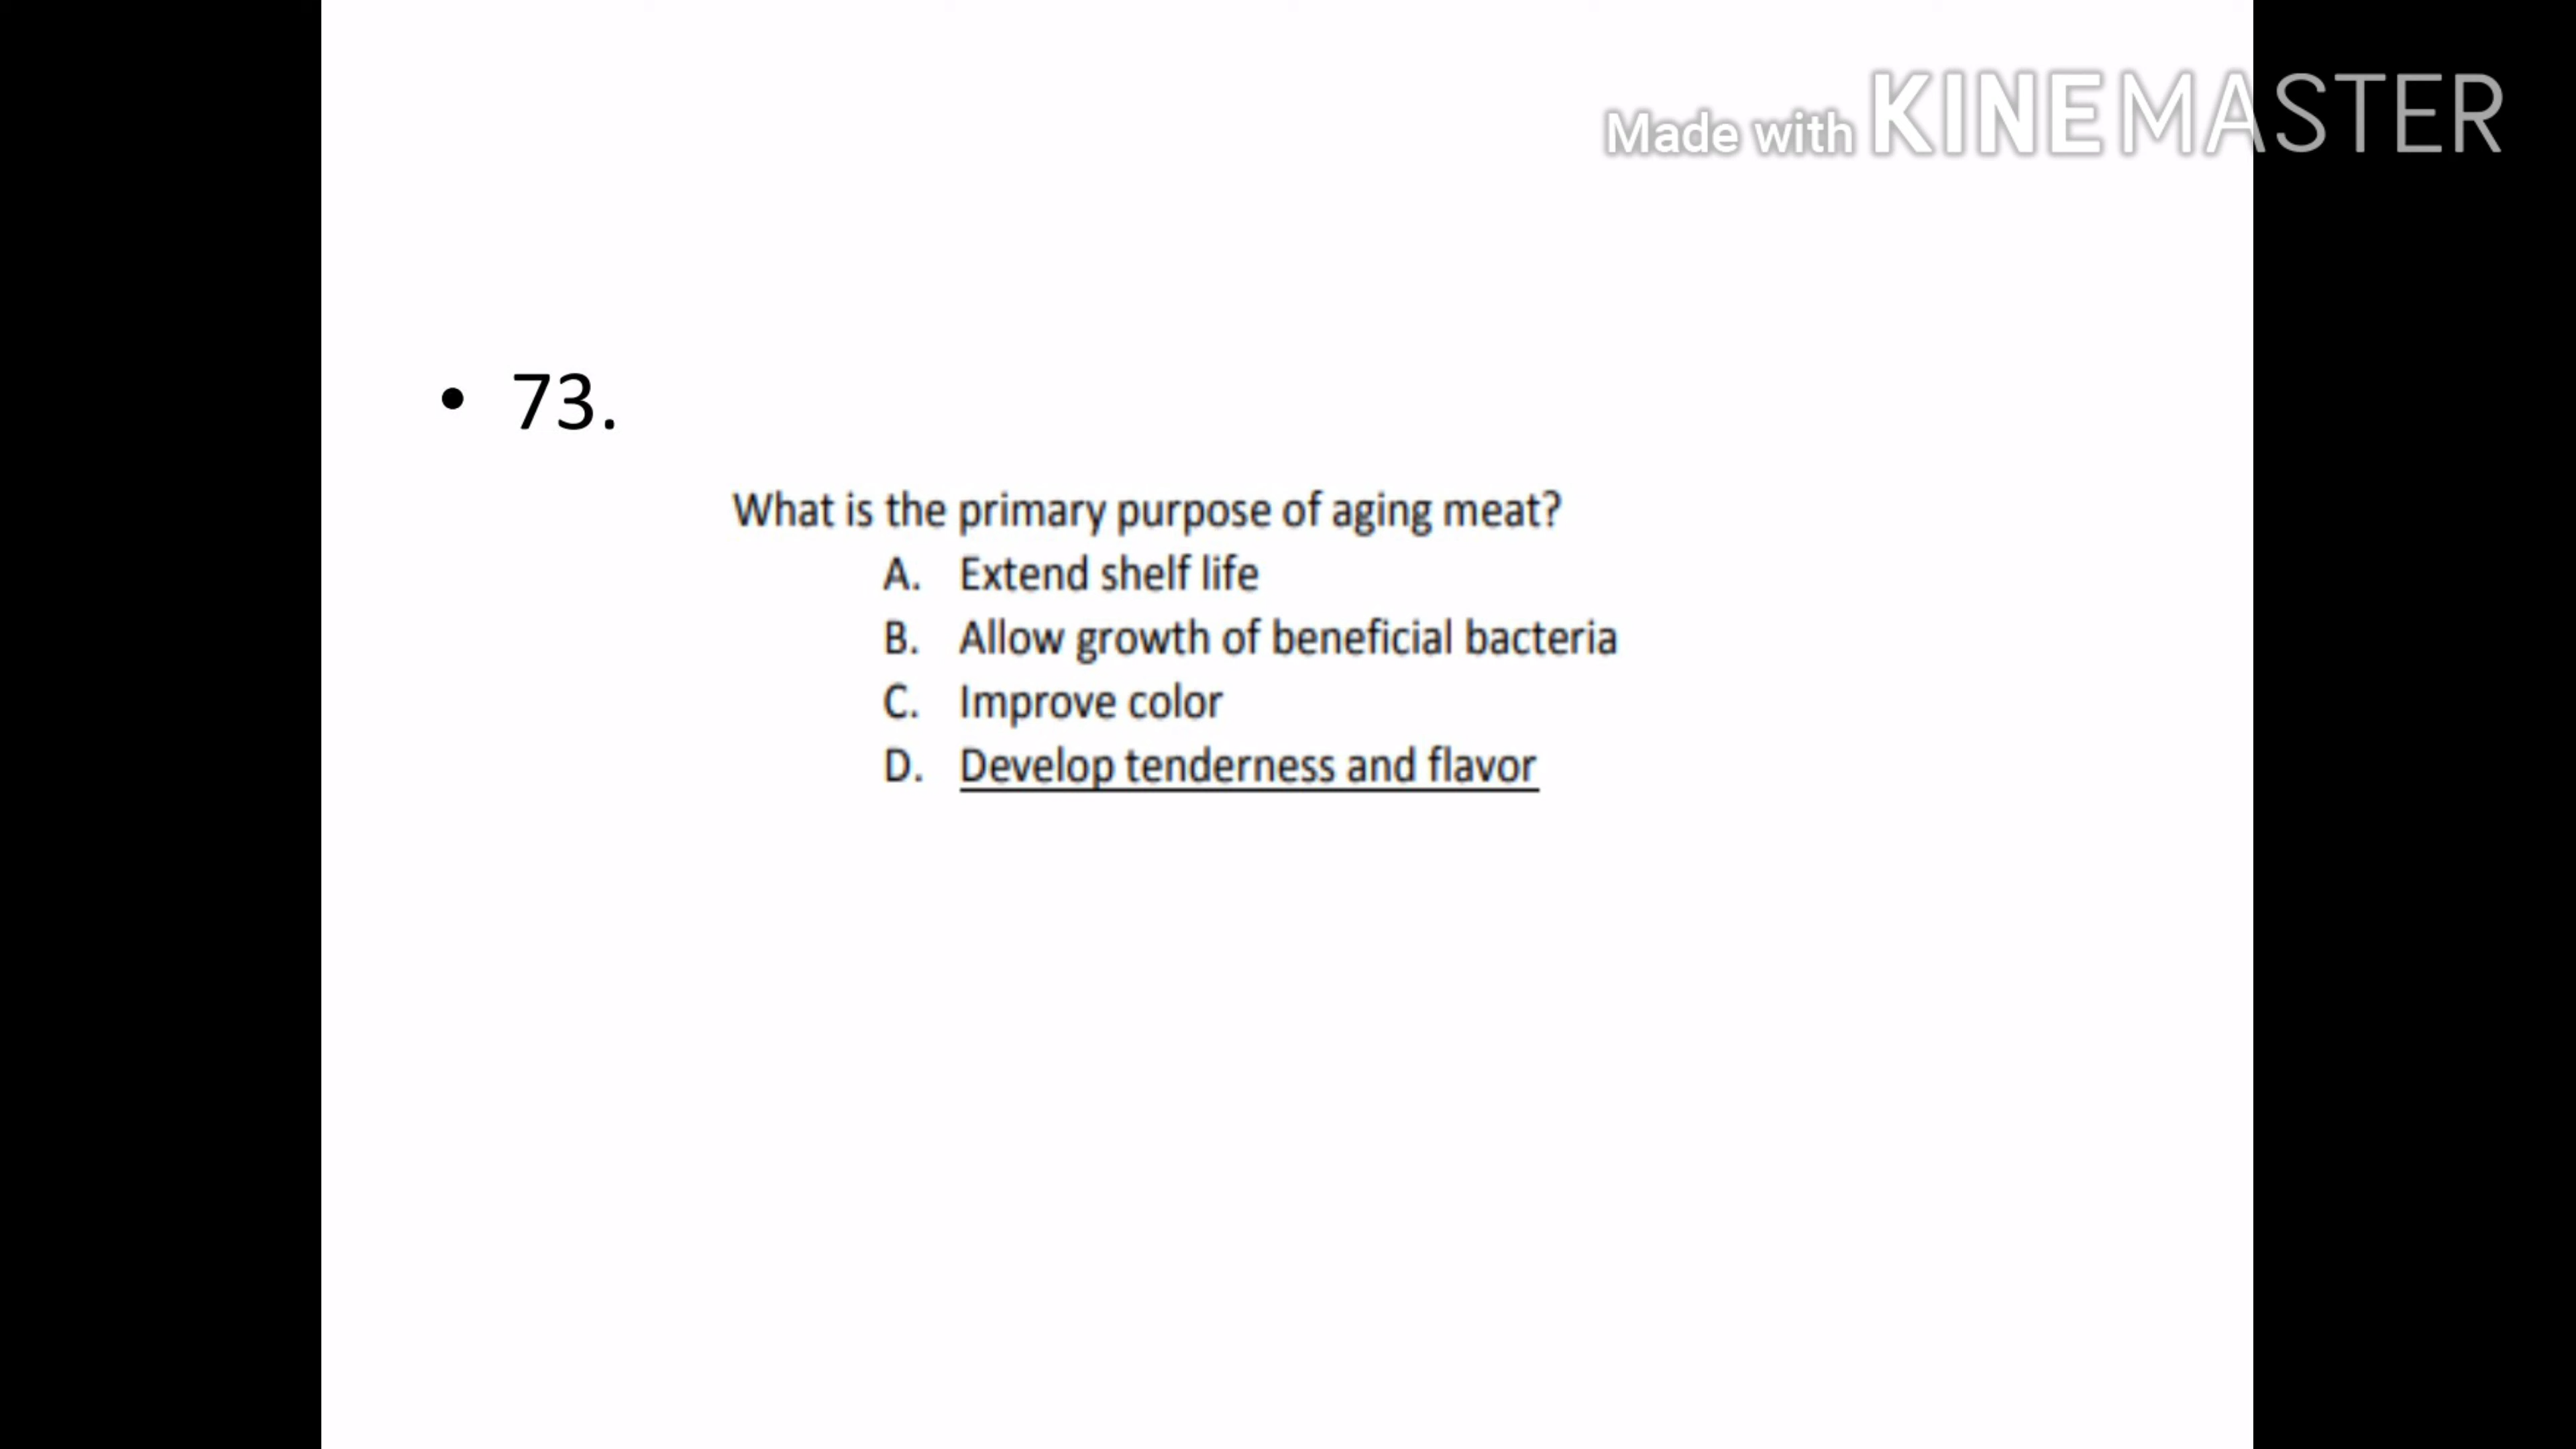 Made with KINEMASTER
• 73.
What is the primary purpose of aging meat?
A. Extend shelf life
B. Allow growth of beneficial bacteria
C. Improve color
D. Develop tenderness and flavor